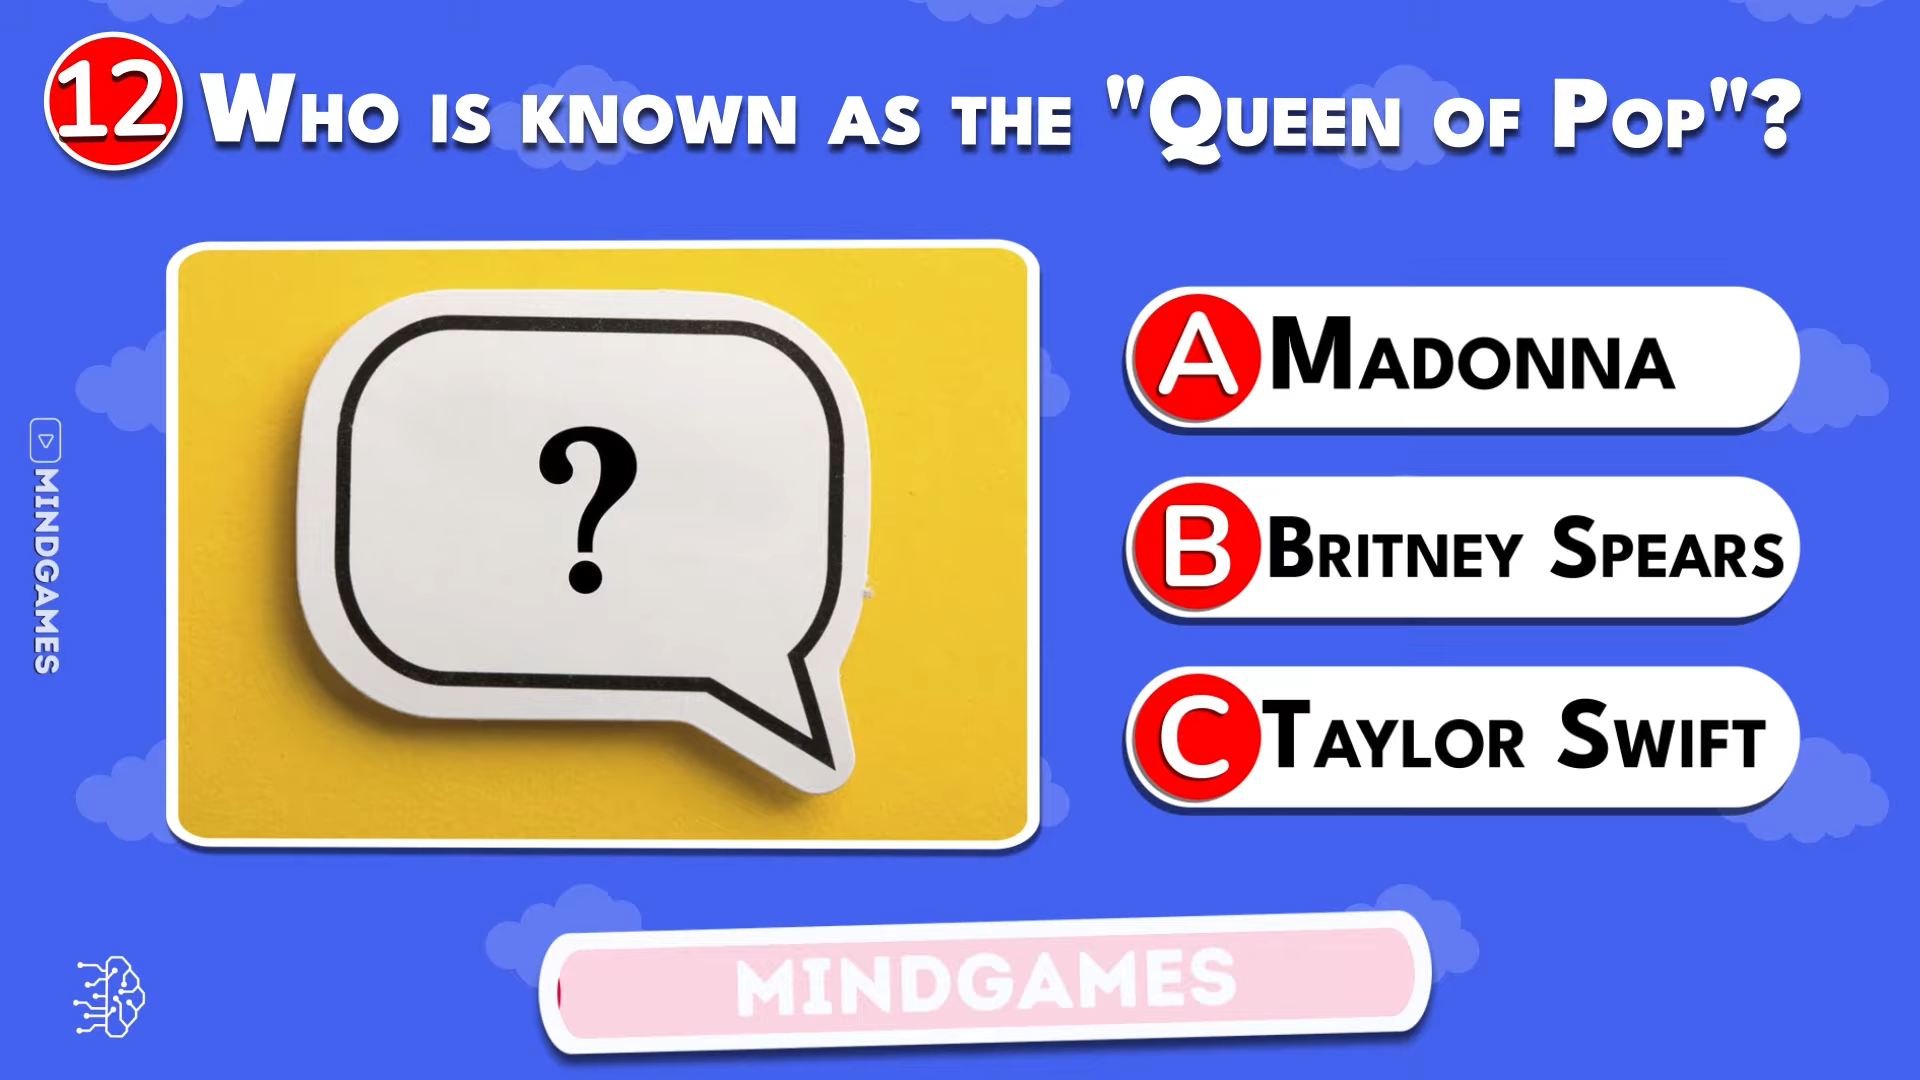 12 Who is known as the "Queen of Pop"?
?
A Madonna
B Britney Spears
C Taylor Swift
MINDGAMES
MINDGAMES